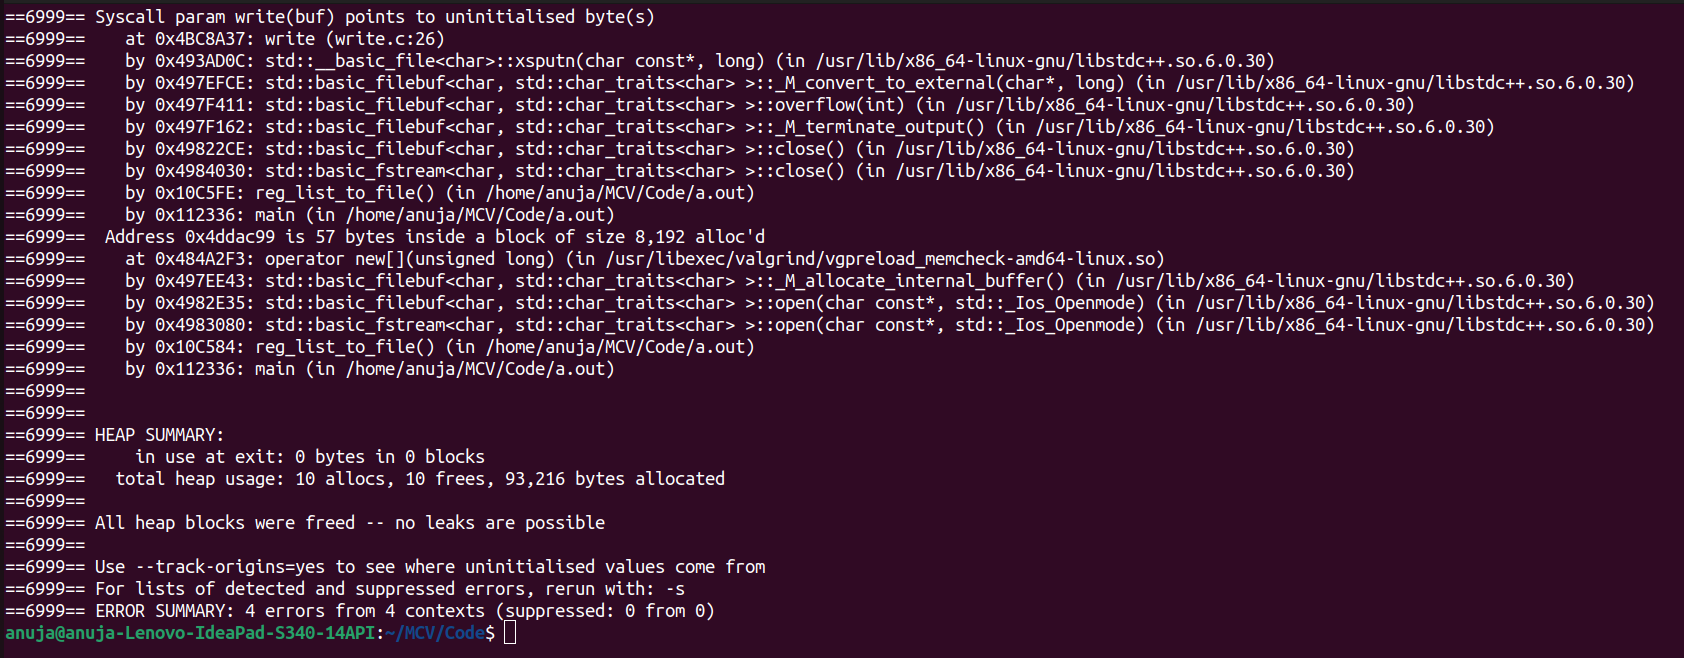 ==6999== Syscall param write(buf) points to uninitialised byte(s)
==6999==    at 0x4BC8A37: write (write.c:26)
==6999==    by 0x493AD0C: std::__basic_file<char>::xsputn(char const*, long) (in /usr/lib/x86_64-linux-gnu/libstdc++.so.6.0.30)
==6999==    by 0x497EFCE: std::basic_filebuf<char, std::char_traits<char> >::_M_convert_to_external(char*, long) (in /usr/lib/x86_64-linux-gnu/libstdc++.so.6.0.30)
==6999==    by 0x497F411: std::basic_filebuf<char, std::char_traits<char> >::overflow(int) (in /usr/lib/x86_64-linux-gnu/libstdc++.so.6.0.30)
==6999==    by 0x497F162: std::basic_filebuf<char, std::char_traits<char> >::_M_terminate_output() (in /usr/lib/x86_64-linux-gnu/libstdc++.so.6.0.30)
==6999==    by 0x49822CE: std::basic_filebuf<char, std::char_traits<char> >::close() (in /usr/lib/x86_64-linux-gnu/libstdc++.so.6.0.30)
==6999==    by 0x4984030: std::basic_fstream<char, std::char_traits<char> >::close() (in /usr/lib/x86_64-linux-gnu/libstdc++.so.6.0.30)
==6999==    by 0x10C5FE: reg_list_to_file() (in /home/anuja/MCV/Code/a.out)
==6999==    by 0x112336: main (in /home/anuja/MCV/Code/a.out)
==6999==  Address 0x4ddac99 is 57 bytes inside a block of size 8,192 alloc'd
==6999==    at 0x484A2F3: operator new[](unsigned long) (in /usr/libexec/valgrind/vgpreload_memcheck-amd64-linux.so)
==6999==    by 0x497EE43: std::basic_filebuf<char, std::char_traits<char> >::_M_allocate_internal_buffer() (in /usr/lib/x86_64-linux-gnu/libstdc++.so.6.0.30)
==6999==    by 0x4982E35: std::basic_filebuf<char, std::char_traits<char> >::open(char const*, std::_Ios_Openmode) (in /usr/lib/x86_64-linux-gnu/libstdc++.so.6.0.30)
==6999==    by 0x4983080: std::basic_fstream<char, std::char_traits<char> >::open(char const*, std::_Ios_Openmode) (in /usr/lib/x86_64-linux-gnu/libstdc++.so.6.0.30)
==6999==    by 0x10C584: reg_list_to_file() (in /home/anuja/MCV/Code/a.out)
==6999==    by 0x112336: main (in /home/anuja/MCV/Code/a.out)
==6999==
==6999==
==6999== HEAP SUMMARY:
==6999==     in use at exit: 0 bytes in 0 blocks
==6999==   total heap usage: 10 allocs, 10 frees, 93,216 bytes allocated
==6999==
==6999== All heap blocks were freed -- no leaks are possible
==6999==
==6999== Use --track-origins=yes to see where uninitialised values come from
==6999== For lists of detected and suppressed errors, rerun with: -s
==6999== ERROR SUMMARY: 4 errors from 4 contexts (suppressed: 0 from 0)
anuja@anuja-Lenovo-IdeaPad-S340-14API:~/MCV/Code$